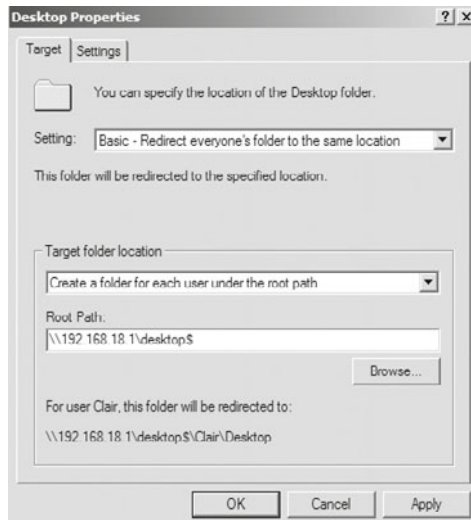 Desktop Properties
Target Settings
You can specify the location of the Desktop folder.
Setting: Basic - Redirect everyone's folder to the same location
This folder will be redirected to the specified location.
Target folder location
Create a folder for each user under the root path
Root Path:
\\192.168.18.1\desktop$
Browse...
For user Clair, this folder will be redirected to:
\\192.168.18.1\desktop$\Clair\Desktop
OK Cancel Apply